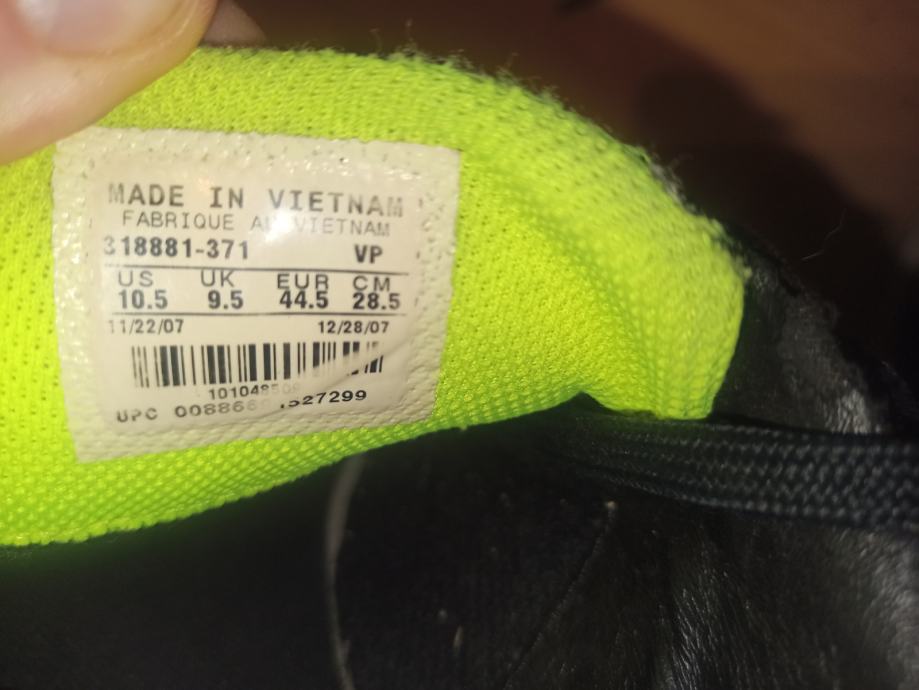 MADE IN VIETNAM
FABRIQUE AU VIETNAM
318881-371 VP
US UK EUR CM
10.5 9.5 44.5 28.5
11/22/07 12/28/07
UPC